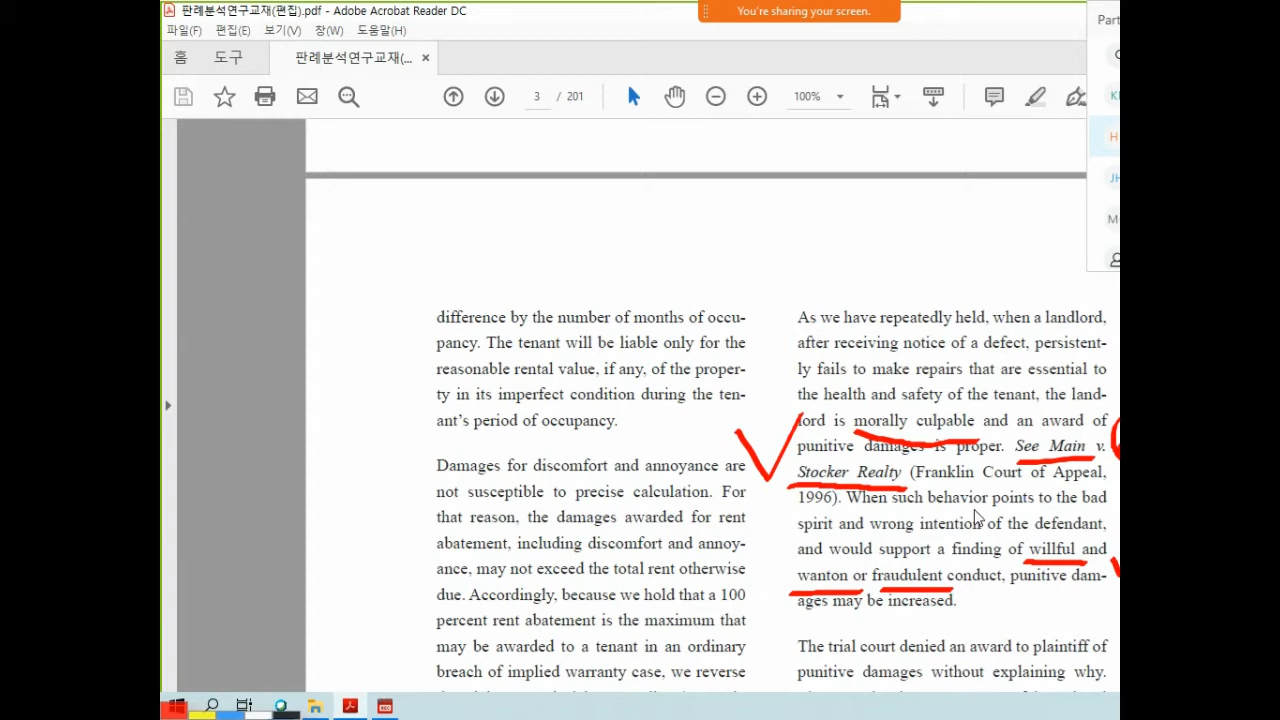 판례분석연구교재(편집).pdf - Adobe Acrobat Reader DC
You're sharing your screen.
Part
파일(F) 편집(E) 보기(V) 창(W) 도움말(H)
홈 도구 판례분석연구교재(... ×
3 / 201 100%
H
JH
difference by the number of months of occu-
pancy. The tenant will be liable only for the
reasonable rental value, if any, of the proper-
ty in its imperfect condition during the ten-
ant's period of occupancy.
Damages for discomfort and annoyance are
not susceptible to precise calculation. For
that reason, the damages awarded for rent
abatement, including discomfort and annoy-
ance, may not exceed the total rent otherwise
due. Accordingly, because we hold that a 100
percent rent abatement is the maximum that
may be awarded to a tenant in an ordinary
breach of implied warranty case, we reverse
As we have repeatedly held, when a landlord,
after receiving notice of a defect, persistent-
ly fails to make repairs that are essential to
the health and safety of the tenant, the land-
lord is morally culpable and an award of
punitive damages is proper. See Main v.
Stocker Realty (Franklin Court of Appeal,
1996). When such behavior points to the bad
spirit and wrong intention of the defendant,
and would support a finding of willful and
wanton or fraudulent conduct, punitive dam-
ages may be increased.
The trial court denied an award to plaintiff of
punitive damages without explaining why.